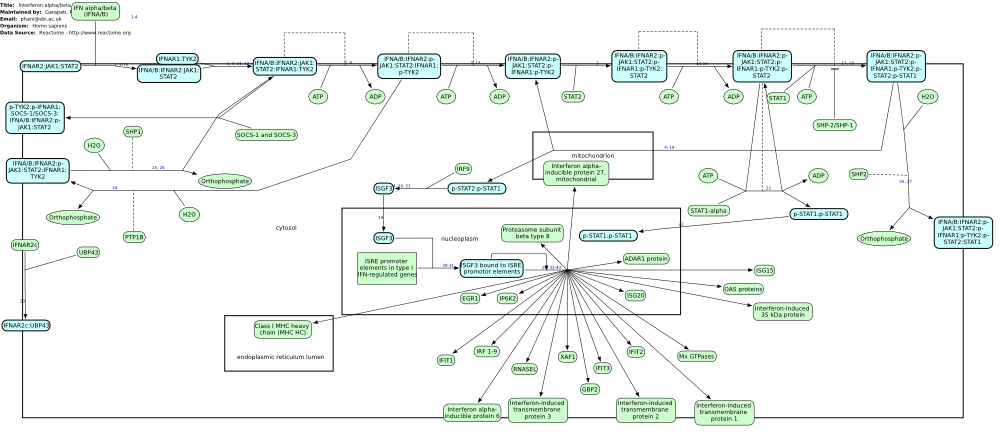 Title: Interferon alpha/beta
Maintained by: Garapati,
Email: phani@ebi.ac.uk
Organism: Homo sapiens
Data Source: Reactome - http://www.reactome.org
IFN alpha/beta
(IFNA/B)
1-4
IFNAR2:JAK1:STAT2
IFNAR1:TYK2
IFNA/B:IFNAR2:JAK1:
STAT2
IFNA/B:IFNAR2:JAK1:
STAT2:IFNAR1:TYK2
IFNA/B:IFNAR2:p-
JAK1:STAT2:IFNAR1:
p-TYK2
IFNA/B:IFNAR2:p-
JAK1:STAT2:p-
IFNAR1:p-TYK2
IFNA/B:IFNAR2:p-
JAK1:STAT2:p-
IFNAR1:p-TYK2:
STAT2
IFNA/B:IFNAR2:p-
JAK1:STAT2:p-
IFNAR1:p-TYK2:p-
STAT2
IFNA/B:IFNAR2:p-
JAK1:STAT2:p-
IFNAR1:p-TYK2:p-
STAT2:p-STAT1
ATP
ADP
ATP
ADP
STAT2
ATP
ADP
STAT1
ATP
H2O
SHP-2/SHP-1
p-TYK2:p-IFNAR1:
SOCS-1/SOCS-3:
IFNA/B:IFNAR2:p-
JAK1:STAT2
SHP1
SOCS-1 and SOCS-3
H2O
4, 19
mitochondrion
Interferon alpha-
inducible protein 27,
mitochondrial
IFNA/B:IFNAR2:p-
JAK1:STAT2:IFNAR1:
TYK2
25, 26
Orthophosphate
24
IRF9
ISGF3
p-STAT2:p-STAT1
ATP
ADP
22
SHP2
26, 27
STAT1-alpha
p-STAT1:p-STAT1
Orthophosphate
H2O
PTP1B
cytosol
ISGF3
nucleoplasm
Proteasome subunit
beta type 8
p-STAT1:p-STAT1
Orthophosphate
IFNA/B:IFNAR2:p-
JAK1:STAT2:p-
IFNAR1:p-TYK2:p-
STAT2:STAT1
IFNAR2c
UBP43
ISRE promoter
elements in type I
IFN-regulated genes
ISGF3 bound to ISRE
promotor elements
ADAR1 protein
ISG15
EGR1
IP6K2
ISG20
OAS proteins
Interferon-induced
35 kDa protein
IFNAR2c:UBP43
Class I MHC heavy
chain (MHC HC)
endoplasmic reticulum lumen
IFIT1
IRF 1-9
RNASEL
XAF1
IFIT3
IFIT2
Mx GTPases
GBP2
Interferon alpha-
inducible protein 6
Interferon-induced
transmembrane
protein 3
Interferon-induced
transmembrane
protein 2
Interferon-induced
transmembrane
protein 1